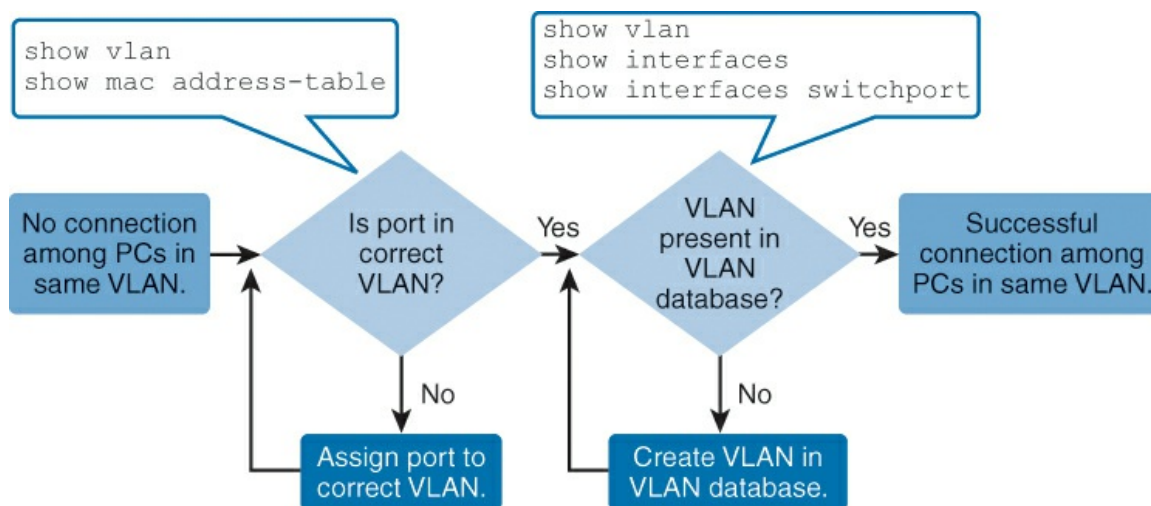 show vlan
show mac address-table
show vlan
show interfaces
show interfaces switchport
No connection
among PCs in
same VLAN.
Is port in
correct
VLAN?
Yes
VLAN
present in
VLAN
database?
Yes
Successful
connection among
PCs in same VLAN.
No
No
Assign port to
correct VLAN.
Create VLAN in
VLAN database.